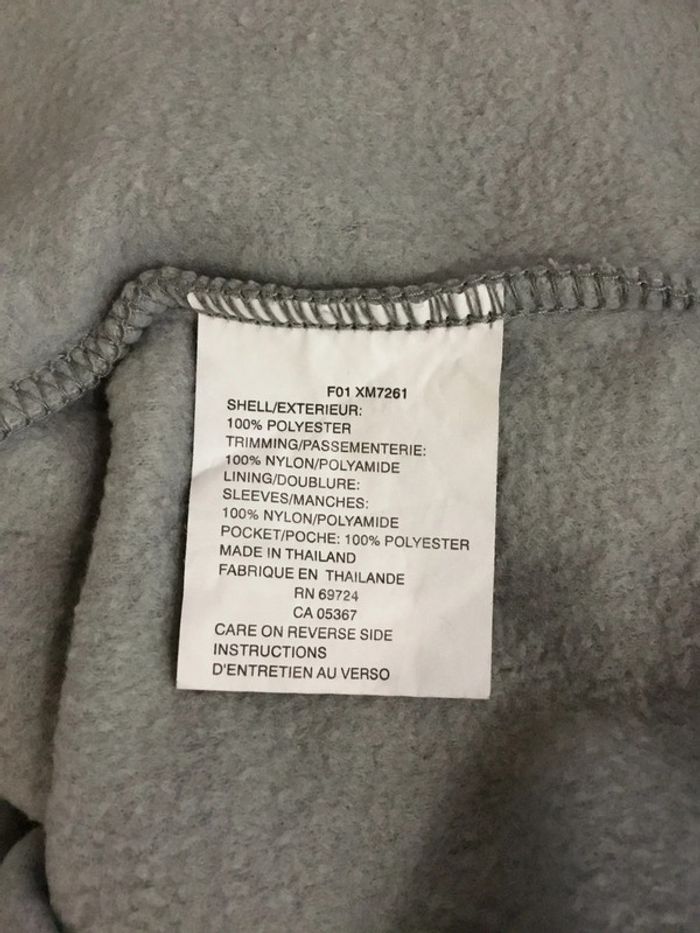 F01 XM7261
SHELL/EXTERIEUR:
100% POLYESTER
TRIMMING/PASSEMENTERIE:
100% NYLON/POLYAMIDE
LINING/DOUBLURE:
SLEEVES/MANCHES:
100% NYLON/POLYAMIDE
POCKET/POCHE: 100% POLYESTER
MADE IN THAILAND
FABRIQUE EN THAILANDE
RN 69724
CA 05367
CARE ON REVERSE SIDE
INSTRUCTIONS
D'ENTRETIEN AU VERSO